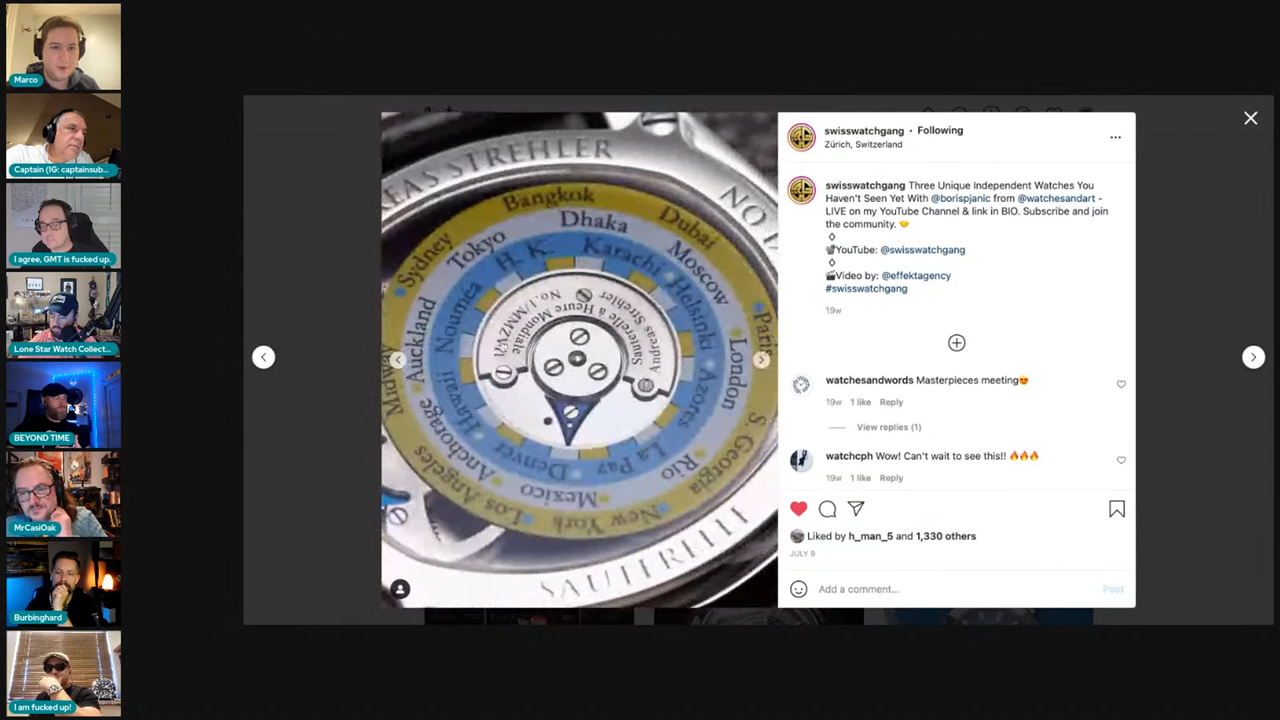 Marco
Captain (IG: captainsub...
I agree, GMT is fucked up.
Lone Star Watch Collect...
BEYOND TIME
MrCasiOak
Burbinghard
I am fucked up!
REAS STREHLER
NO.1
Bangkok
Dhaka
Dubai
Sydney
Tokyo
H. K.
Karachi
Moscow
Auckland
Noumea
Helsinki
Paris
London
Midway
Hawaii
Azores
Anchorage
Denver
La Paz
S. Georgia
Los Angeles
Mexico
Rio
New York
Sauterelle à Heure Mondiale
Andreas Strehler
SAUTERELLE
swisswatchgang • Following
Zürich, Switzerland
swisswatchgang Three Unique Independent Watches You
Haven't Seen Yet With @borispjanic from @watchesandart -
LIVE on my YouTube Channel & link in BIO. Subscribe and join
the community. 🤝
◊
📽YouTube: @swisswatchgang
◊
🎬Video by: @effektagency
#swisswatchgang
19w
watchesandwords Masterpieces meeting😍
19w 1 like Reply
View replies (1)
watchcph Wow! Can't wait to see this!! 🔥🔥🔥
19w 1 like Reply
Liked by h_man_5 and 1,330 others
JULY 9
Add a comment...
Post